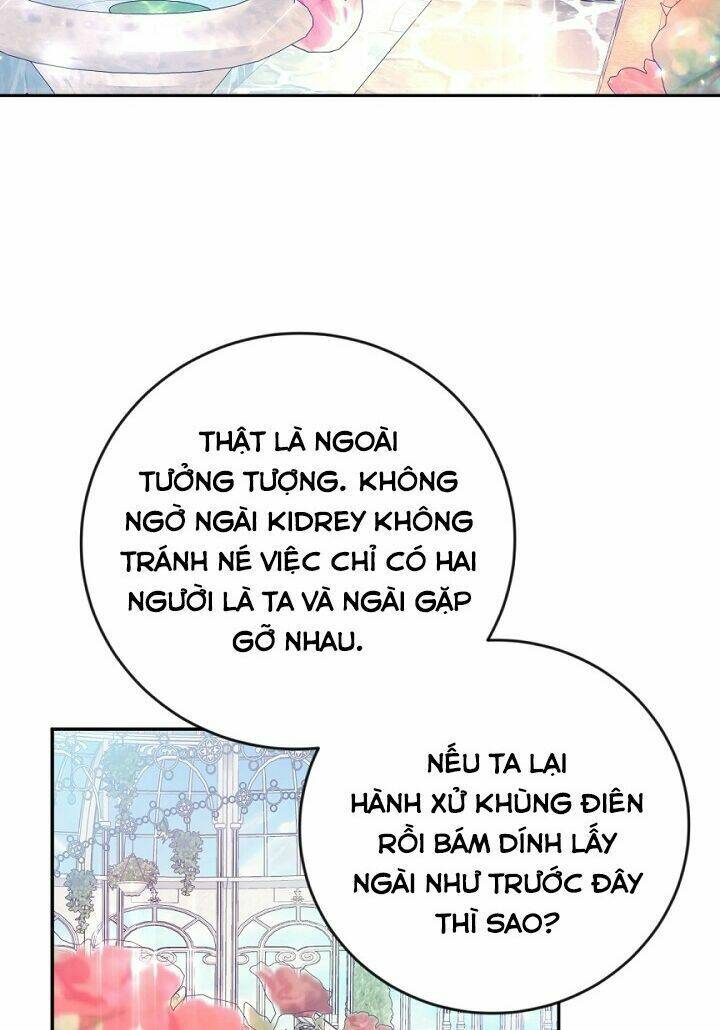 THẬT LÀ NGOÀI
TƯỞNG TƯỢNG. KHÔNG
NGỜ NGÀI KIDREY KHÔNG
TRÁNH NÉ VIỆC CHỈ CÓ HAI
NGƯỜI LÀ TA VÀ NGÀI GẶP
GỠ NHAU.
NẾU TA LẠI
HÀNH XỬ KHÙNG ĐIÊN
RỒI BÁM DÍNH LẤY
NGÀI NHƯ TRƯỚC ĐÂY
THÌ SAO?